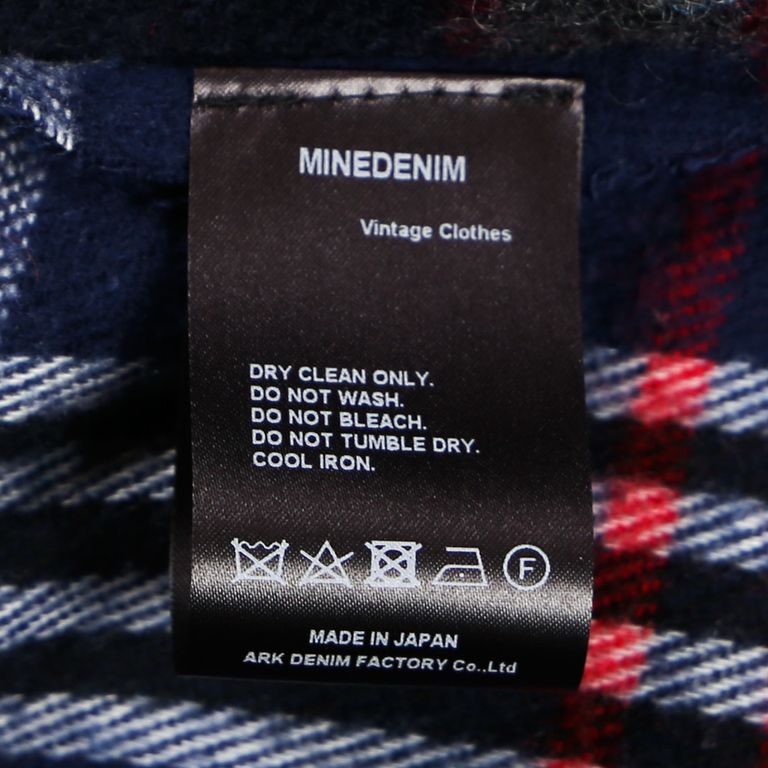 MINEDENIM
Vintage Clothes
DRY CLEAN ONLY.
DO NOT WASH.
DO NOT BLEACH.
DO NOT TUMBLE DRY.
COOL IRON.
F
MADE IN JAPAN
ARK DENIM FACTORY Co.,Ltd